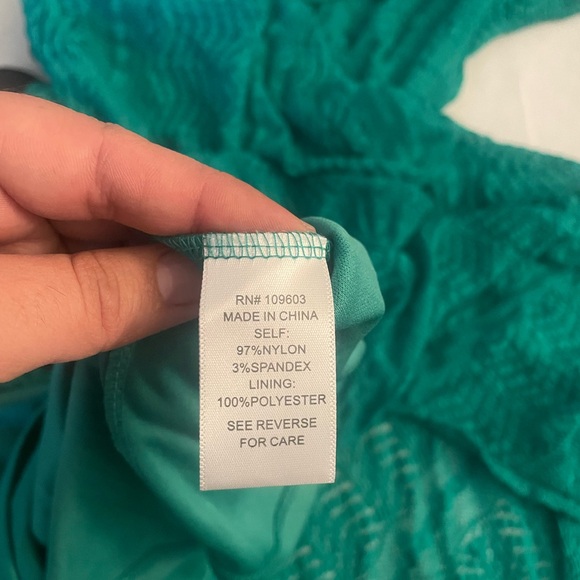 RN# 109603
MADE IN CHINA
SELF:
97%NYLON
3%SPANDEX
LINING:
100%POLYESTER
SEE REVERSE
FOR CARE